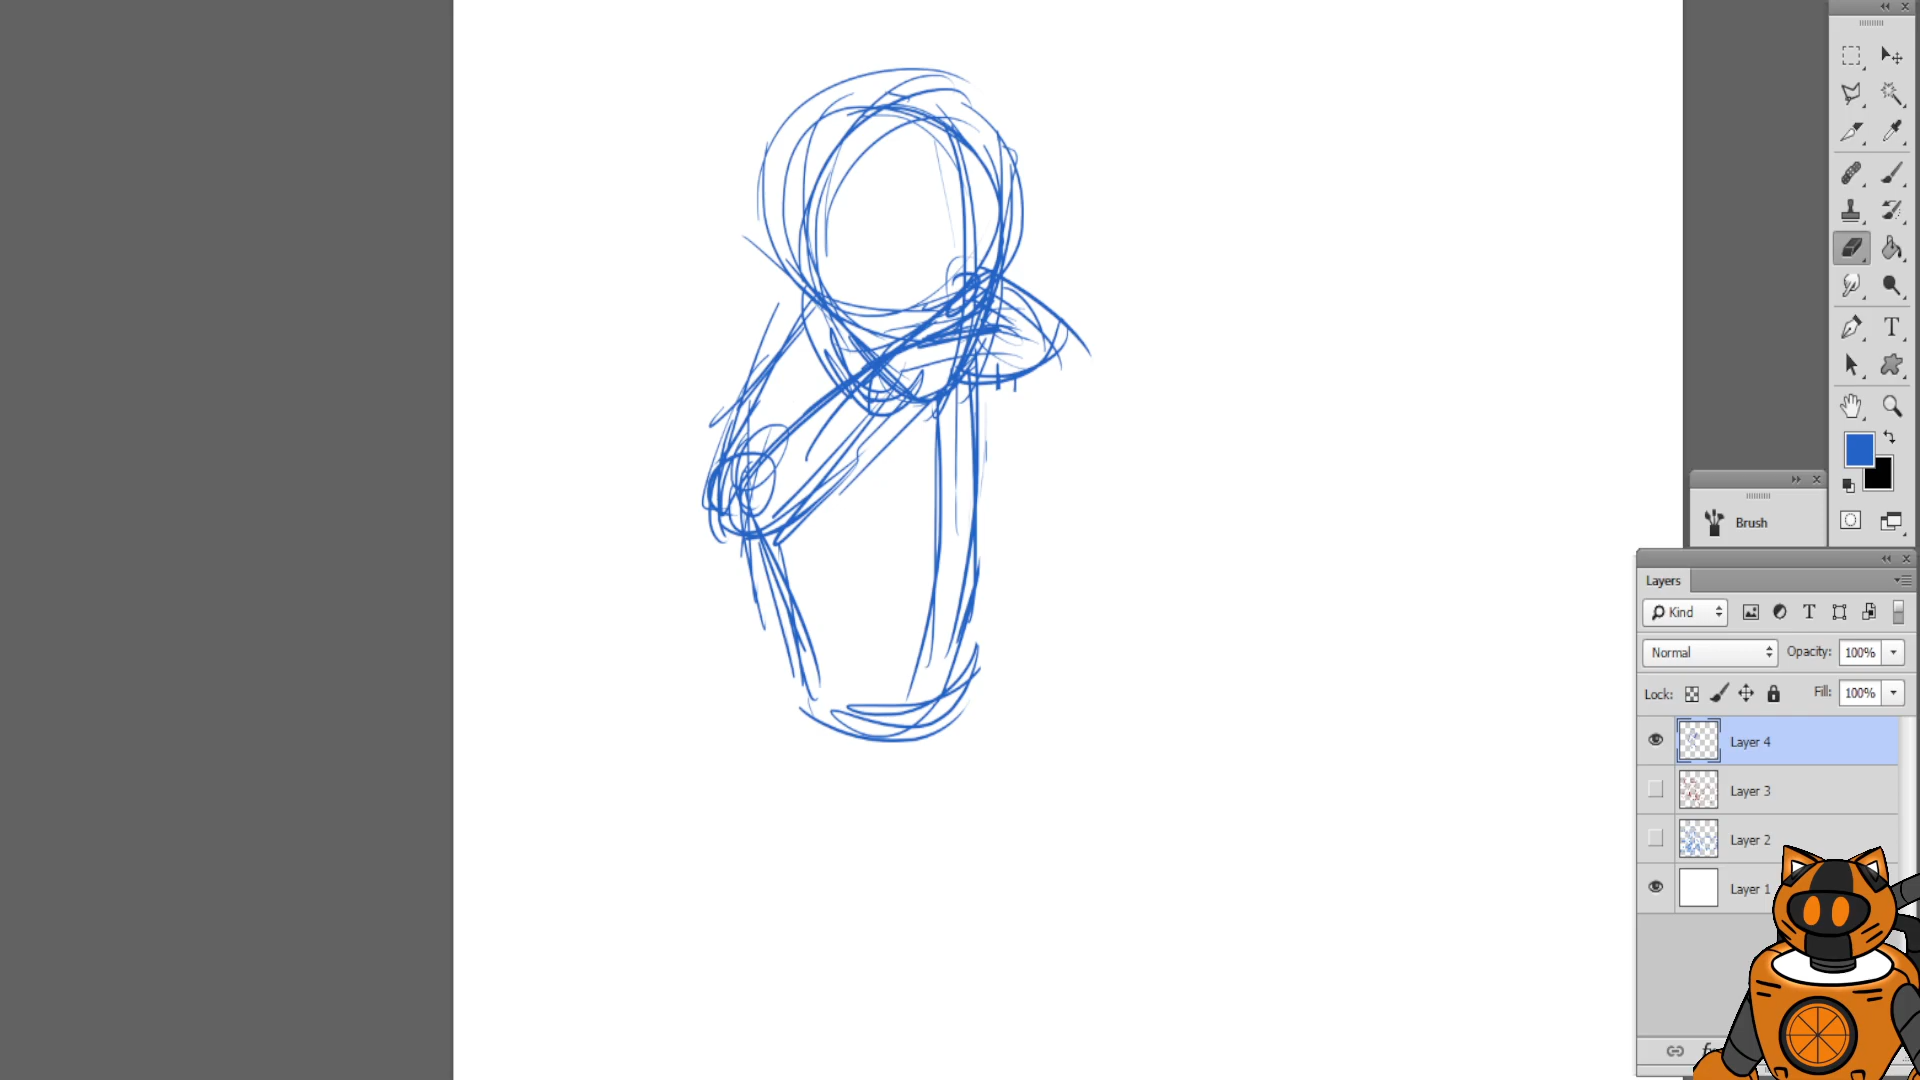 Brush
Layers
Kind
Normal
Opacity:
100%
Lock:
Fill:
100%
Layer 4
Layer 3
Layer 2
Layer 1